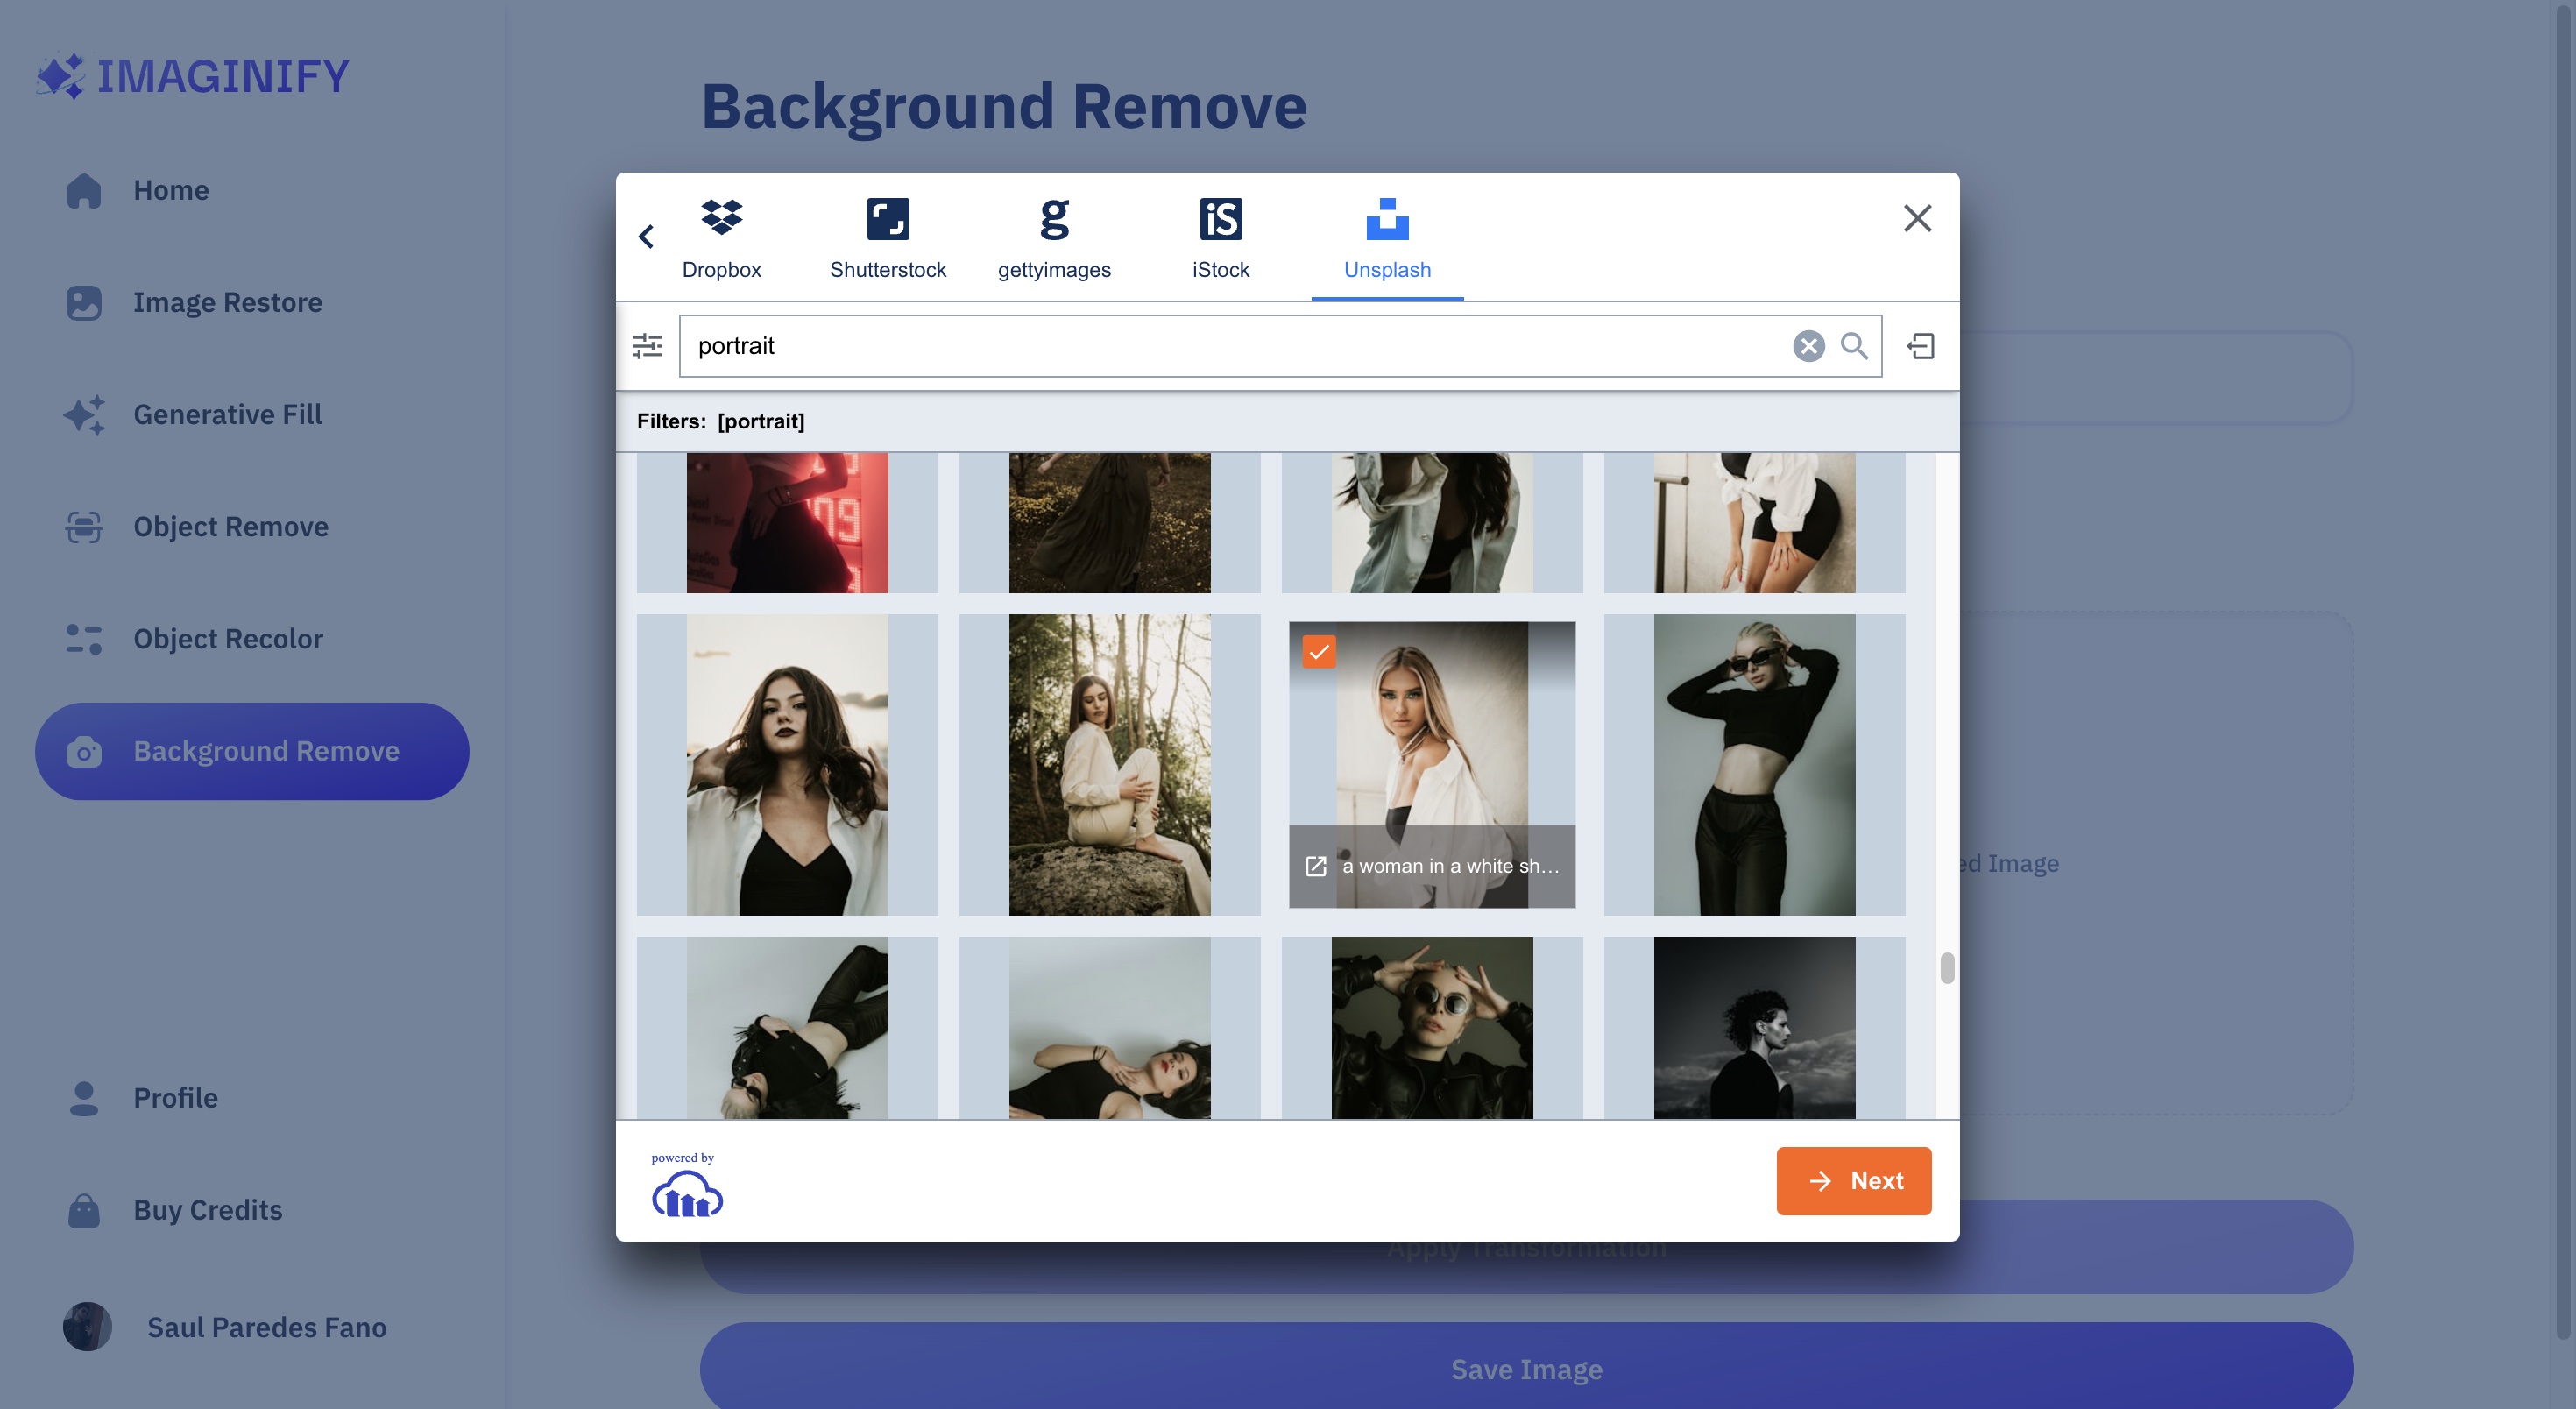 IMAGINIFY
Home
Image Restore
Generative Fill
Object Remove
Object Recolor
Background Remove
Profile
Buy Credits
Saul Paredes Fano
Background Remove
Dropbox
Shutterstock
gettyimages
iStock
Unsplash
portrait
Filters: [portrait]
09
a woman in a white sh...
powered by
Next
ed Image
Apply Transformation
Save Image